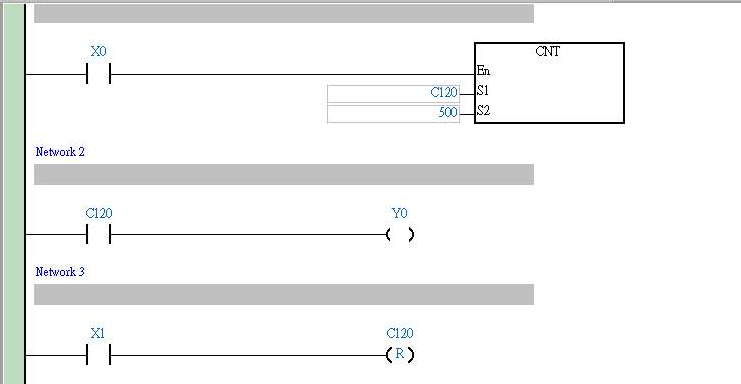 X0
CNT
En
C120 S1
500 S2
Network 2
C120 Y0
Network 3
X1 C120
R